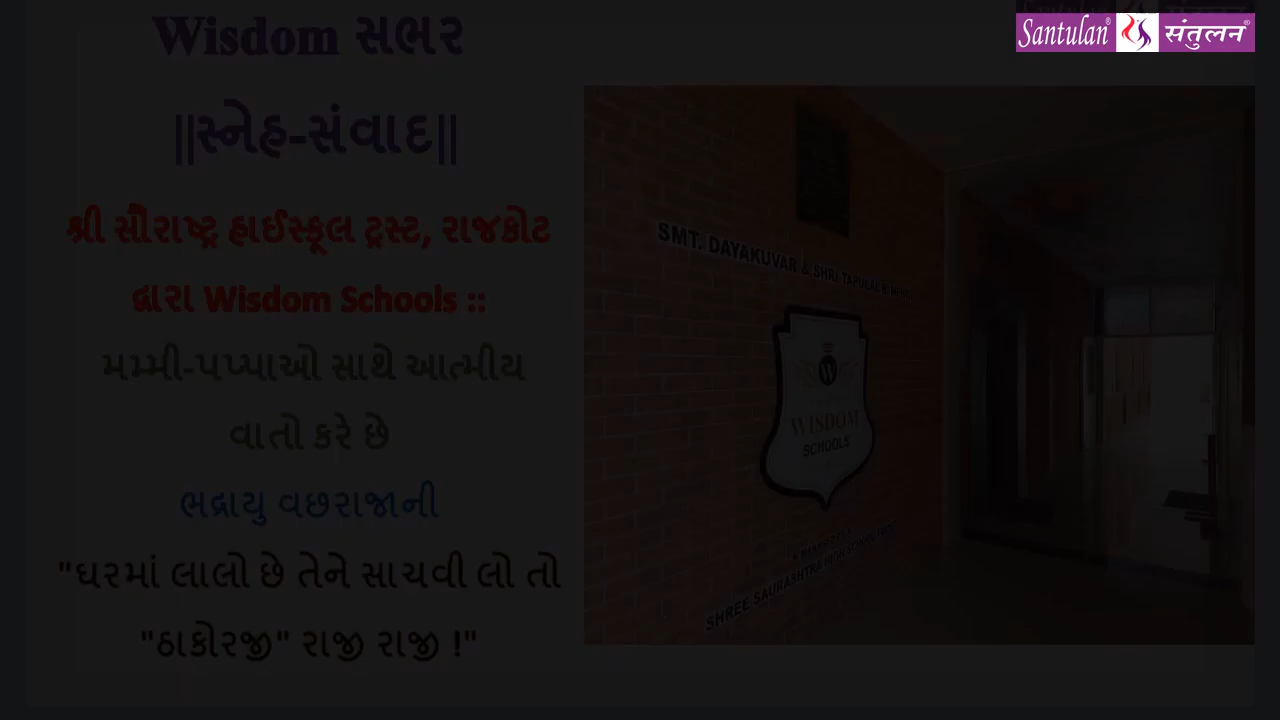 Santulan® संतुलन®
Wisdom સભર
||સ્નેહ-સંવાદ||
શ્રી સૌરાષ્ટ્ર હાઈસ્કૂલ ટ્રસ્ટ, રાજકોટ
દ્વારા Wisdom Schools ::
મમ્મી-પપ્પાઓ સાથે આત્મીય
વાતો કરે છે
ભદ્રાયુ વછરાજાની
"ઘરમાં લાલો છે તેને સાચવી લો તો
"ઠાકોરજી" રાજી રાજી !"
SMT. DAYAKUVAR & SHRI TAPULAL
W
WISDOM
SCHOOLS
SHREE SAURASHTRA HIGH SCHOOL TRUST